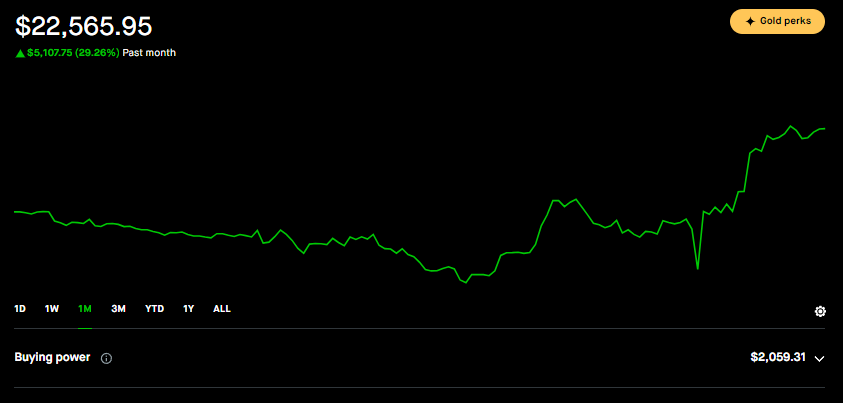 $22,565.95
Gold perks
▲ $5,107.75 (29.26%) Past month
1D 1W 1M 3M YTD 1Y ALL
Buying power
$2,059.31